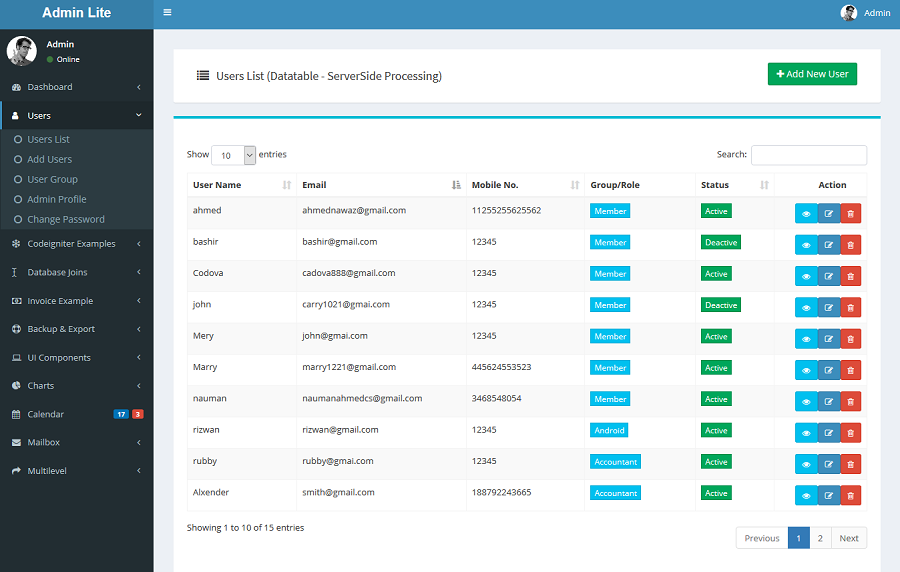 Admin Lite
Admin
Admin
Online
Dashboard
Users
Users List
Add Users
User Group
Admin Profile
Change Password
Codeigniter Examples
Database Joins
Invoice Example
Backup & Export
UI Components
Charts
Calendar 17 3
Mailbox
Multilevel
Users List (Datatable - ServerSide Processing)
Add New User
Show 10 entries
Search:
User Name Email Mobile No. Group/Role Status Action
ahmed ahmednawaz@gmail.com 11255255625562 Member Active
bashir bashir@gmail.com 12345 Member Deactive
Codova cadova888@gmail.com 12345 Member Active
john carry1021@gmai.com 12345 Member Deactive
Mery john@gmai.com 12345 Member Active
Marry marry1221@gmail.com 445624553523 Member Active
nauman naumanahmedcs@gmail.com 3468548054 Member Active
rizwan rizwan@gmail.com 12345 Android Active
rubby rubby@gmai.com 12345 Accountant Active
Alxender smith@gmail.com 188792243665 Accountant Active
Showing 1 to 10 of 15 entries
Previous 1 2 Next